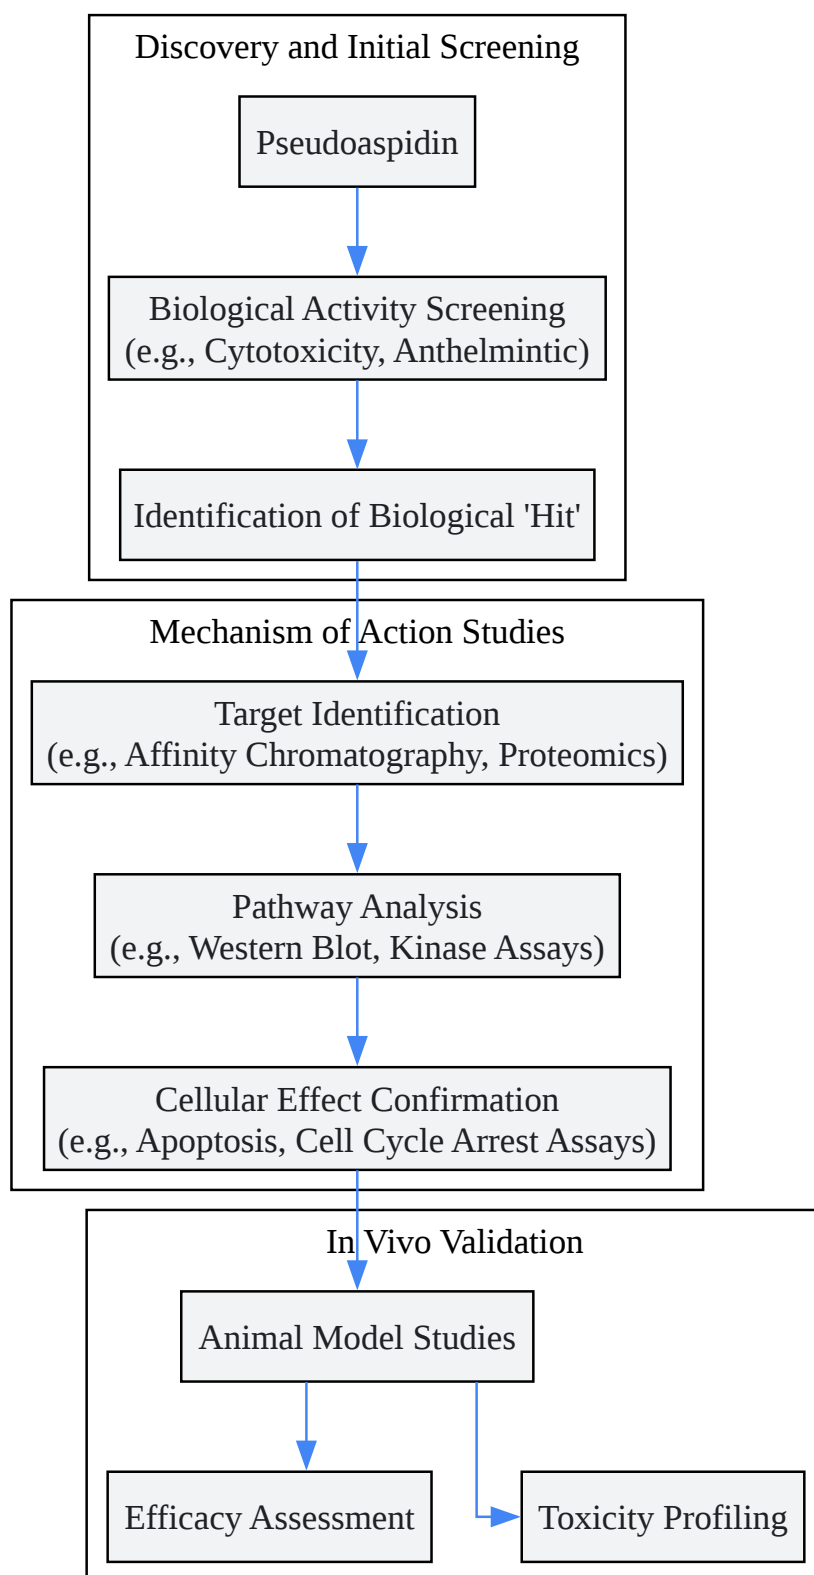 Discovery and Initial Screening
Pseudoaspidin
Biological Activity Screening
(e.g., Cytotoxicity, Anthelmintic)
Identification of Biological 'Hit'
Mechanism of Action Studies
Target Identification
(e.g., Affinity Chromatography, Proteomics)
Pathway Analysis
(e.g., Western Blot, Kinase Assays)
Cellular Effect Confirmation
(e.g., Apoptosis, Cell Cycle Arrest Assays)
In Vivo Validation
Animal Model Studies
Efficacy Assessment
Toxicity Profiling